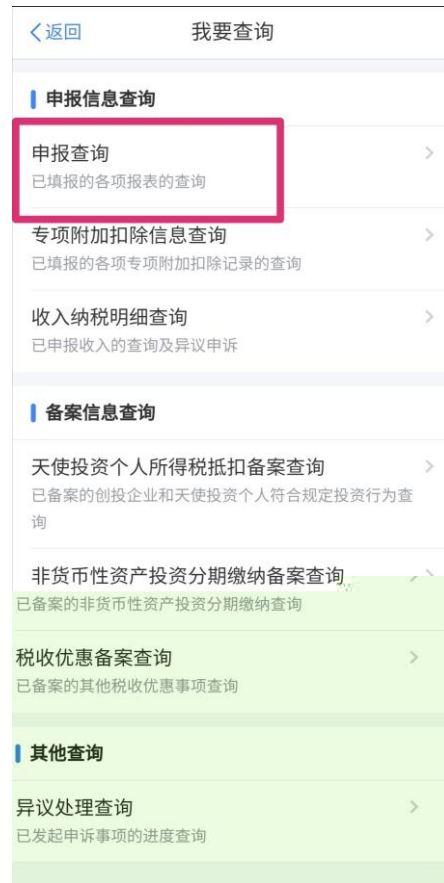 返回 我要查询
申报信息查询
申报查询
已填报的各项报表的查询
专项附加扣除信息查询
已填报的各项专项附加扣除记录的查询
收入纳税明细查询
已申报收入的查询及异议申诉
备案信息查询
天使投资个人所得税抵扣备案查询
已备案的创投企业和天使投资个人符合规定投资行为查
询
非货币性资产投资分期缴纳备案查询
已备案的非货币性资产投资分期缴纳查询
税收优惠备案查询
已备案的其他税收优惠事项查询
其他查询
异议处理查询
已发起申诉事项的进度查询